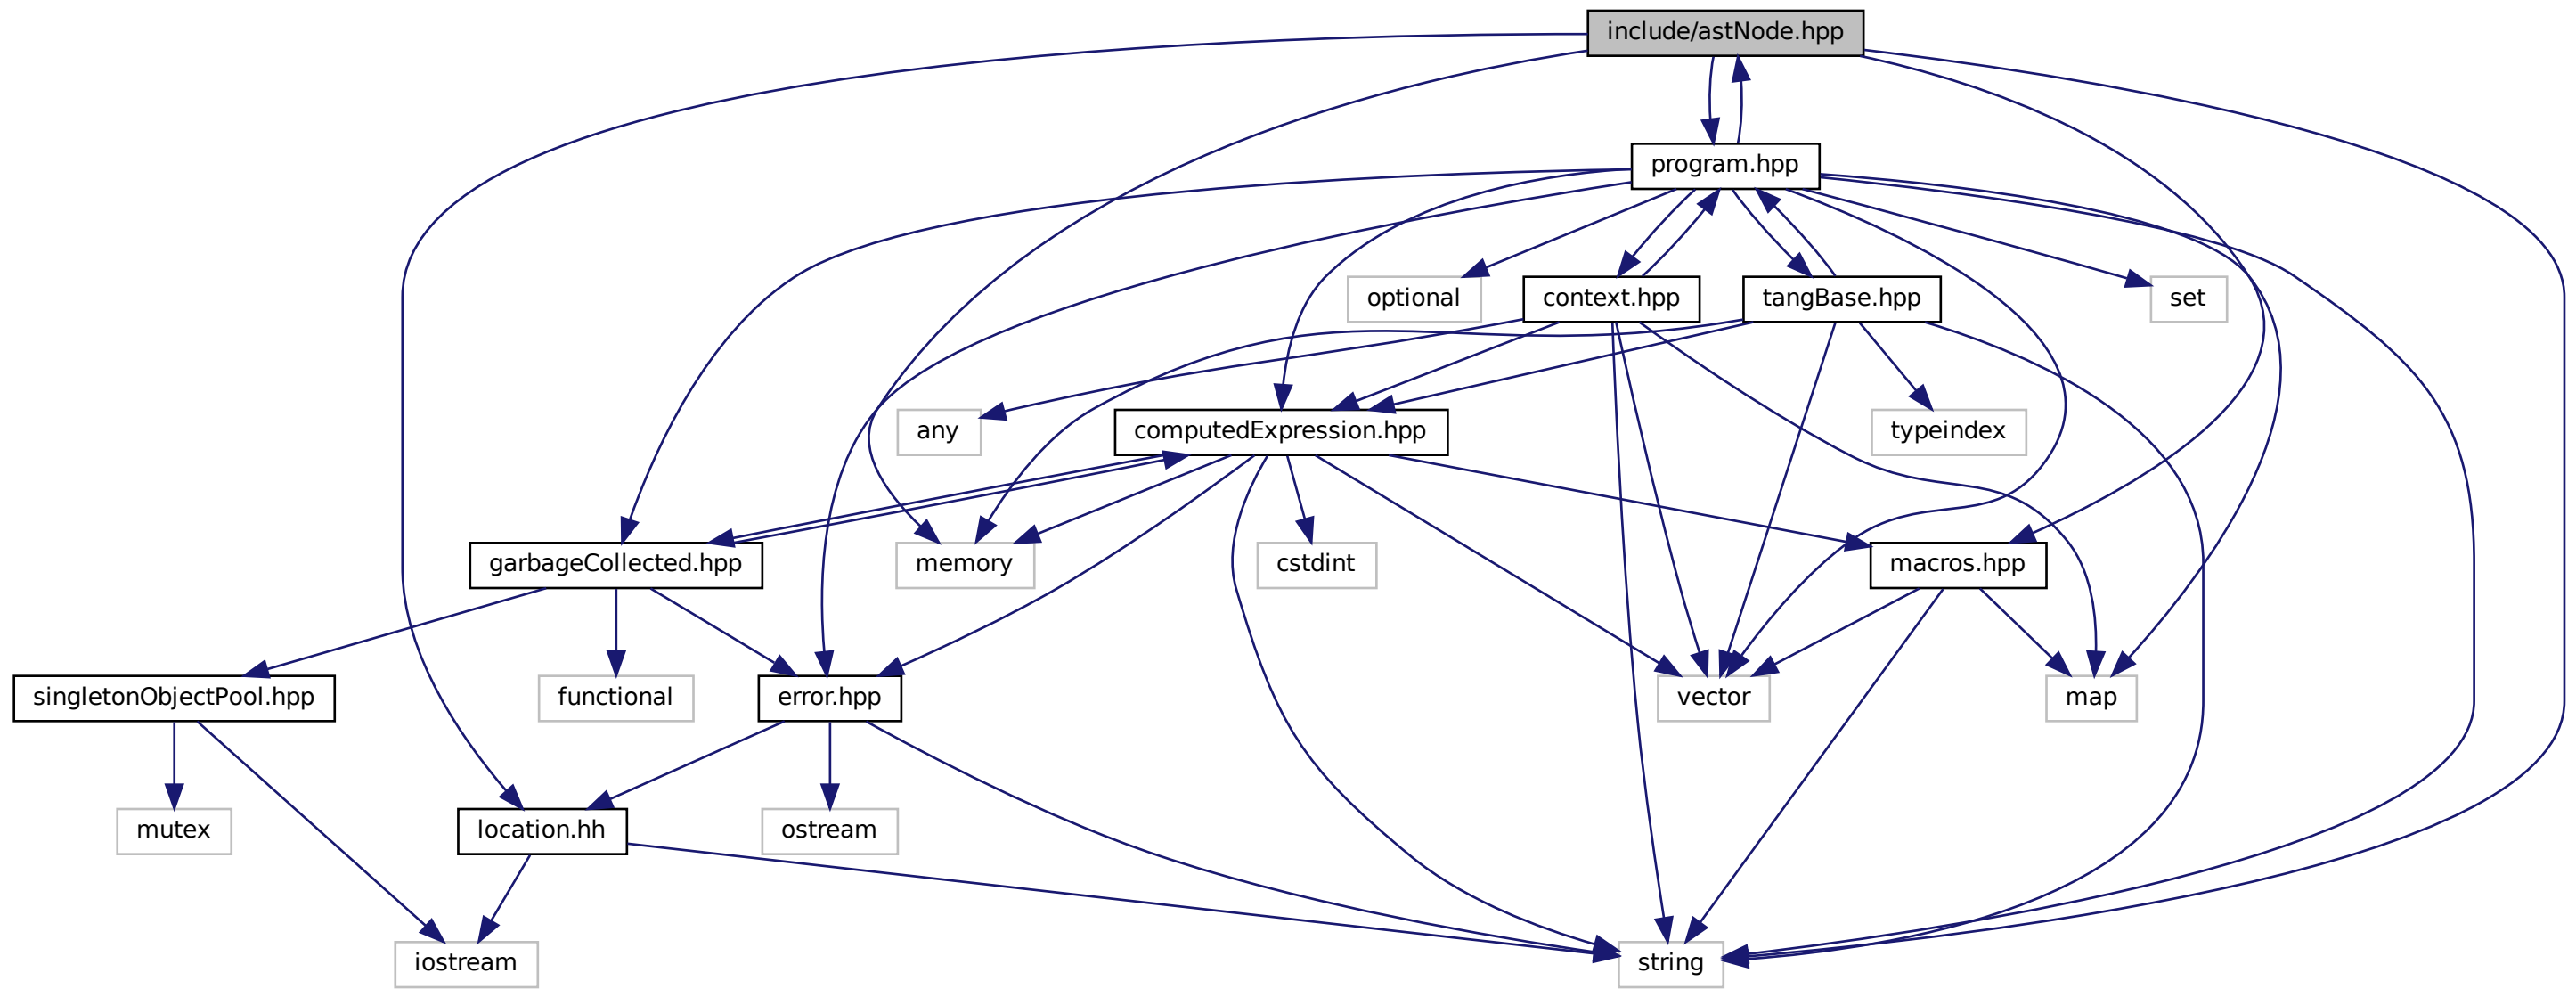 include/astNode.hpp
program.hpp
optional
context.hpp
tangBase.hpp
set
any
computedExpression.hpp
typeindex
garbageCollected.hpp
memory
cstdint
macros.hpp
singletonObjectPool.hpp
functional
error.hpp
vector
map
mutex
location.hh
ostream
iostream
string